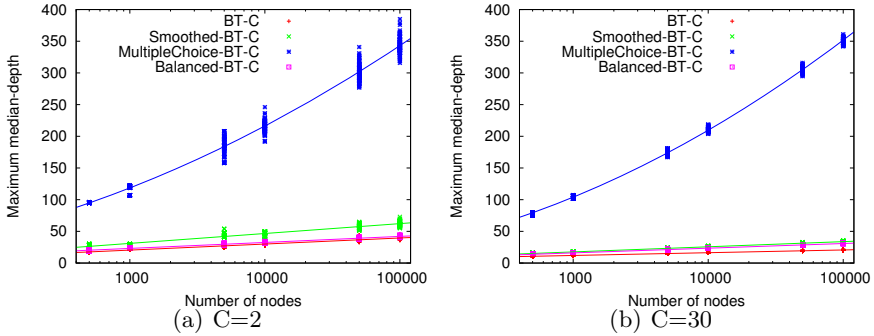 Maximum median-depth
400
350
300
250
200
150
100
50
0
1000
10000
100000
Number of nodes
BT-C
Smoothed-BT-C
MultipleChoice-BT-C
Balanced-BT-C
(a) C=2
Maximum median-depth
400
350
300
250
200
150
100
50
0
1000
10000
100000
Number of nodes
BT-C
Smoothed-BT-C
MultipleChoice-BT-C
Balanced-BT-C
(b) C=30